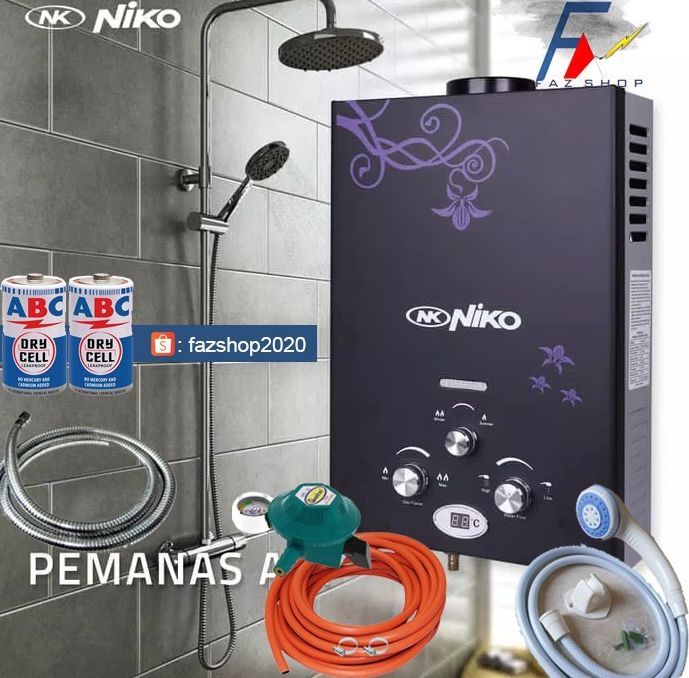 NK NIKO
FAZ SHOP
ABC
DRY
CELL
LEAKPROOF
NO MERCURY AND
CADMIUM ADDED
ABC
DRY
CELL
LEAKPROOF
NO MERCURY AND
CADMIUM ADDED
S : fazshop2020
NK NIKO
Winter
Summer
Min
Max
High
Low
Gas Flame
Water Flow
88°C
PEMANAS A